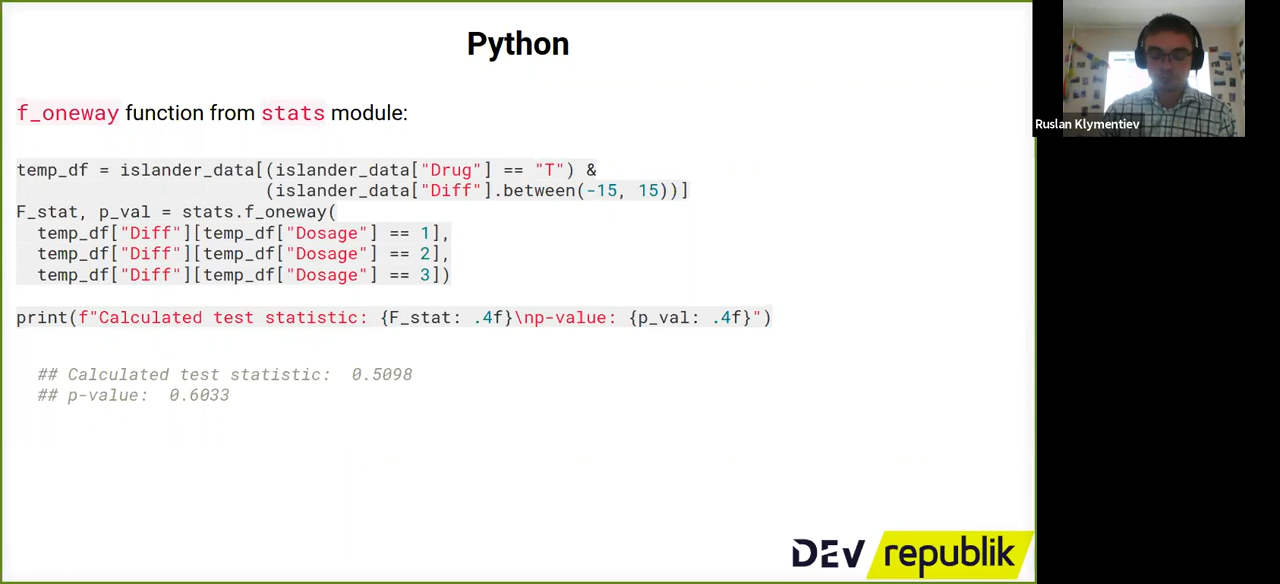 Python
f_oneway function from stats module:
temp_df = islander_data[(islander_data["Drug"] == "T") &
(islander_data["Diff"].between(-15, 15))]
F_stat, p_val = stats.f_oneway(
temp_df["Diff"][temp_df["Dosage"] == 1],
temp_df["Diff"][temp_df["Dosage"] == 2],
temp_df["Diff"][temp_df["Dosage"] == 3])
print(f"Calculated test statistic: {F_stat: .4f}\np-value: {p_val: .4f}")
## Calculated test statistic:  0.5098
## p-value:  0.6033
DEV republik
Ruslan Klymentiev